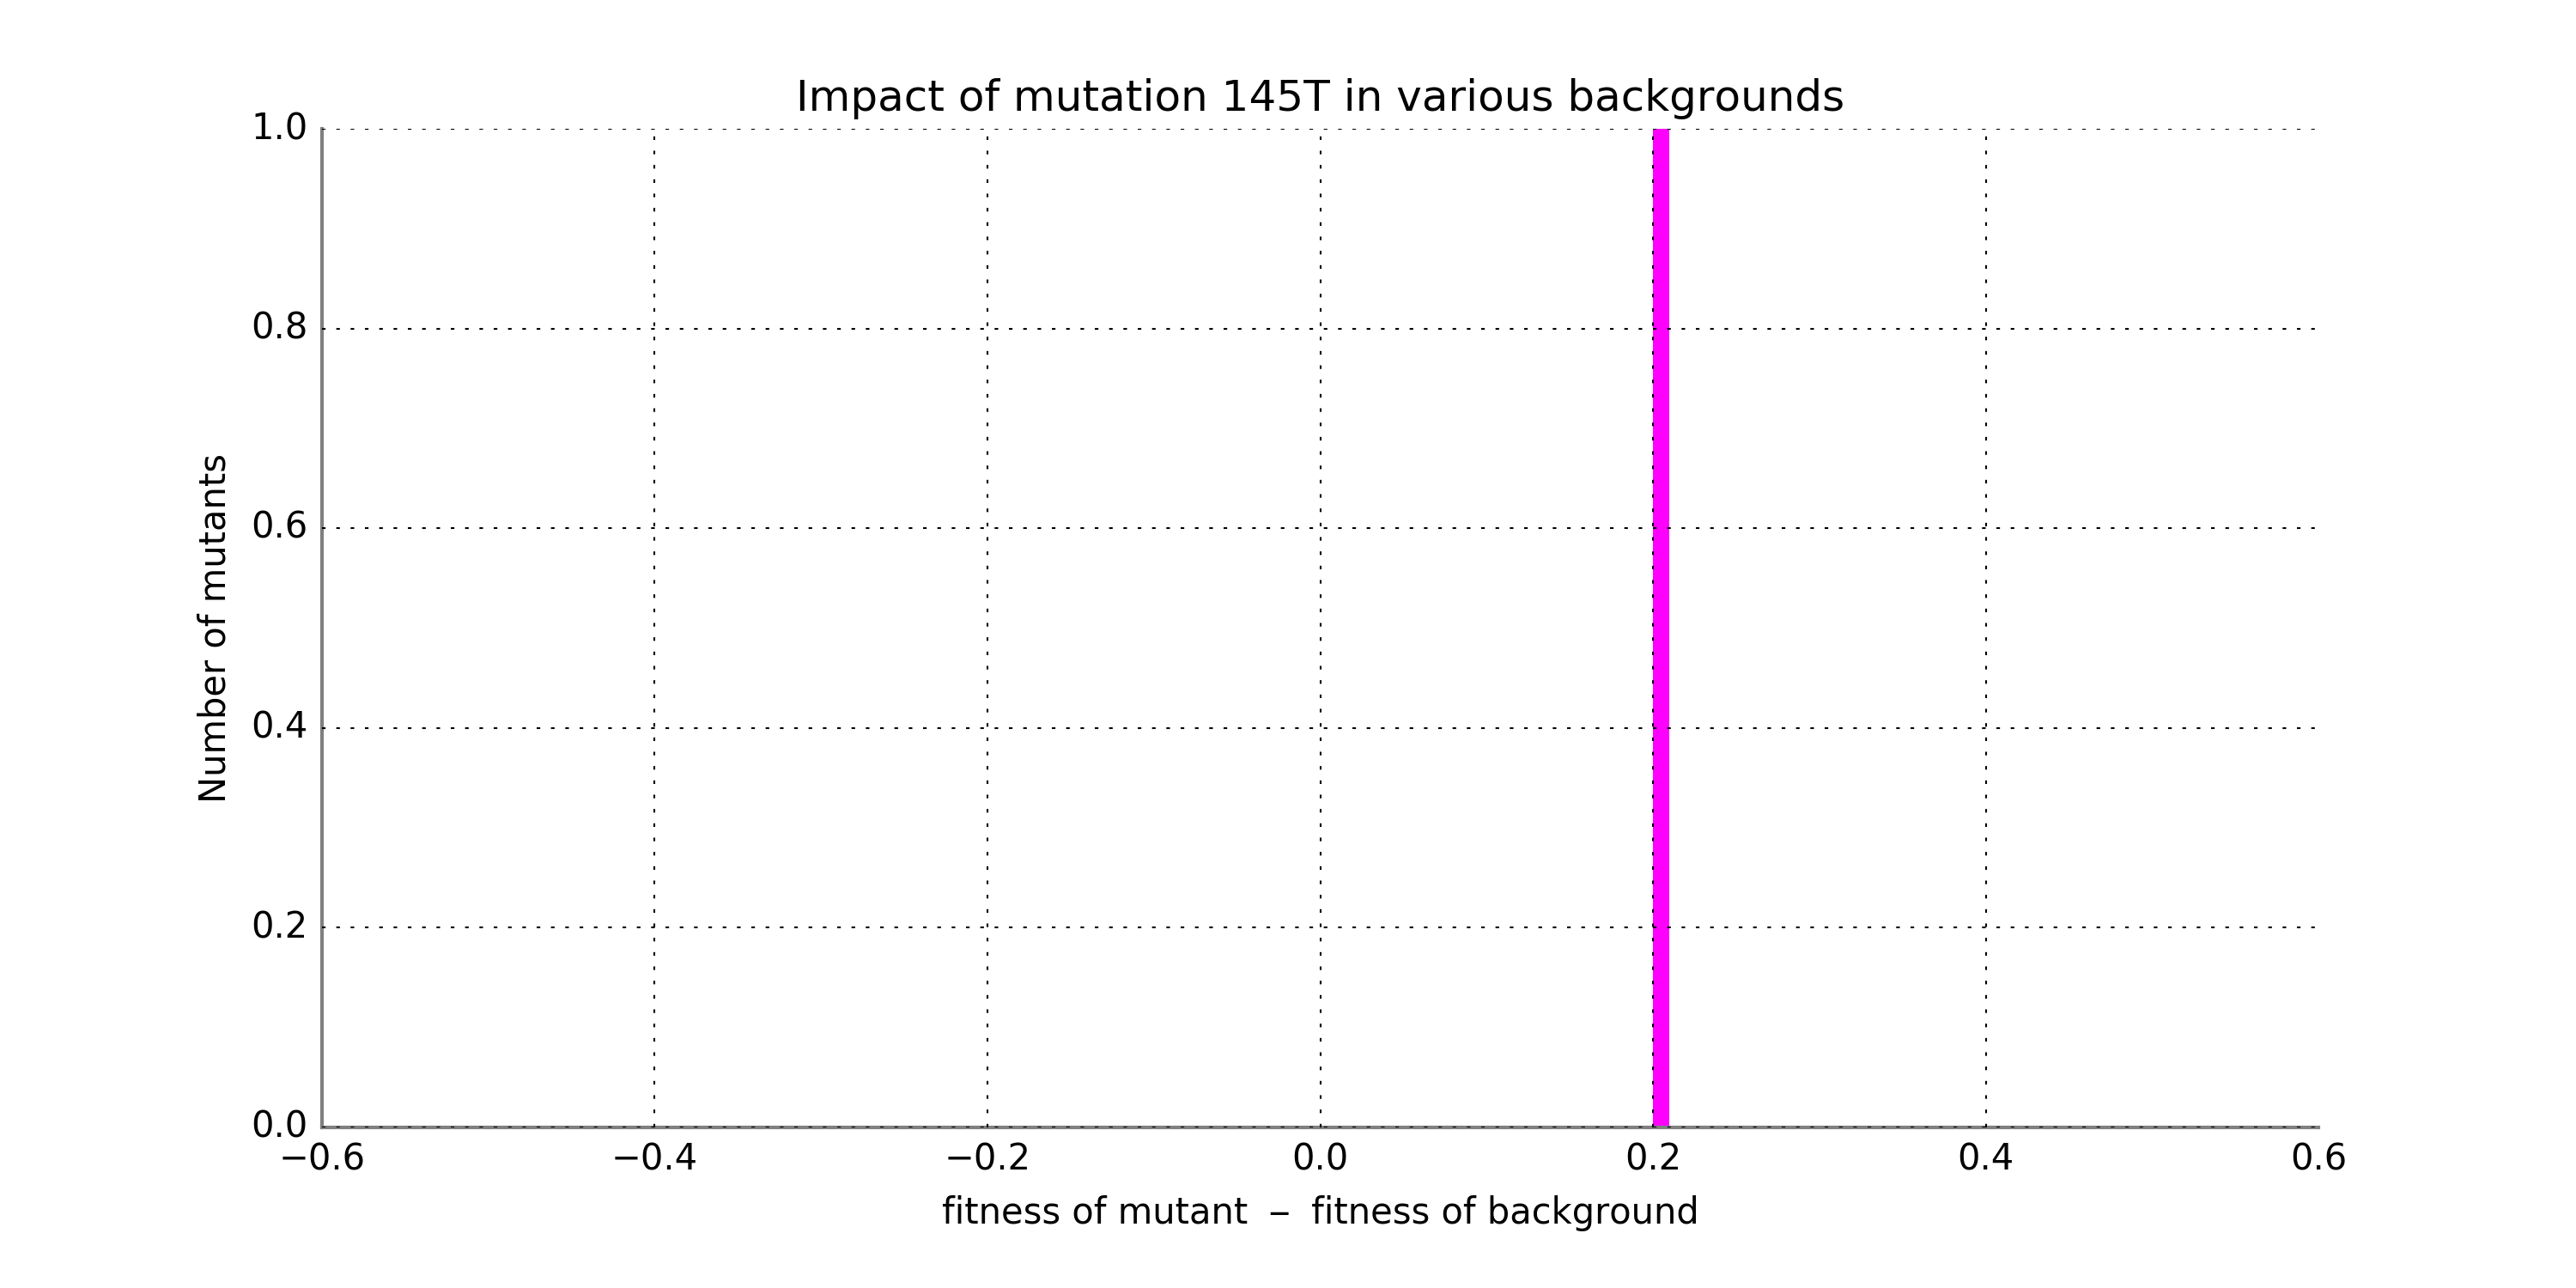 Impact of mutation 145T in various backgrounds
1.0
0.8
0.6
0.4
0.2
0.0
−0.6 −0.4 −0.2 0.0 0.2 0.4 0.6
Number of mutants
fitness of mutant − fitness of background